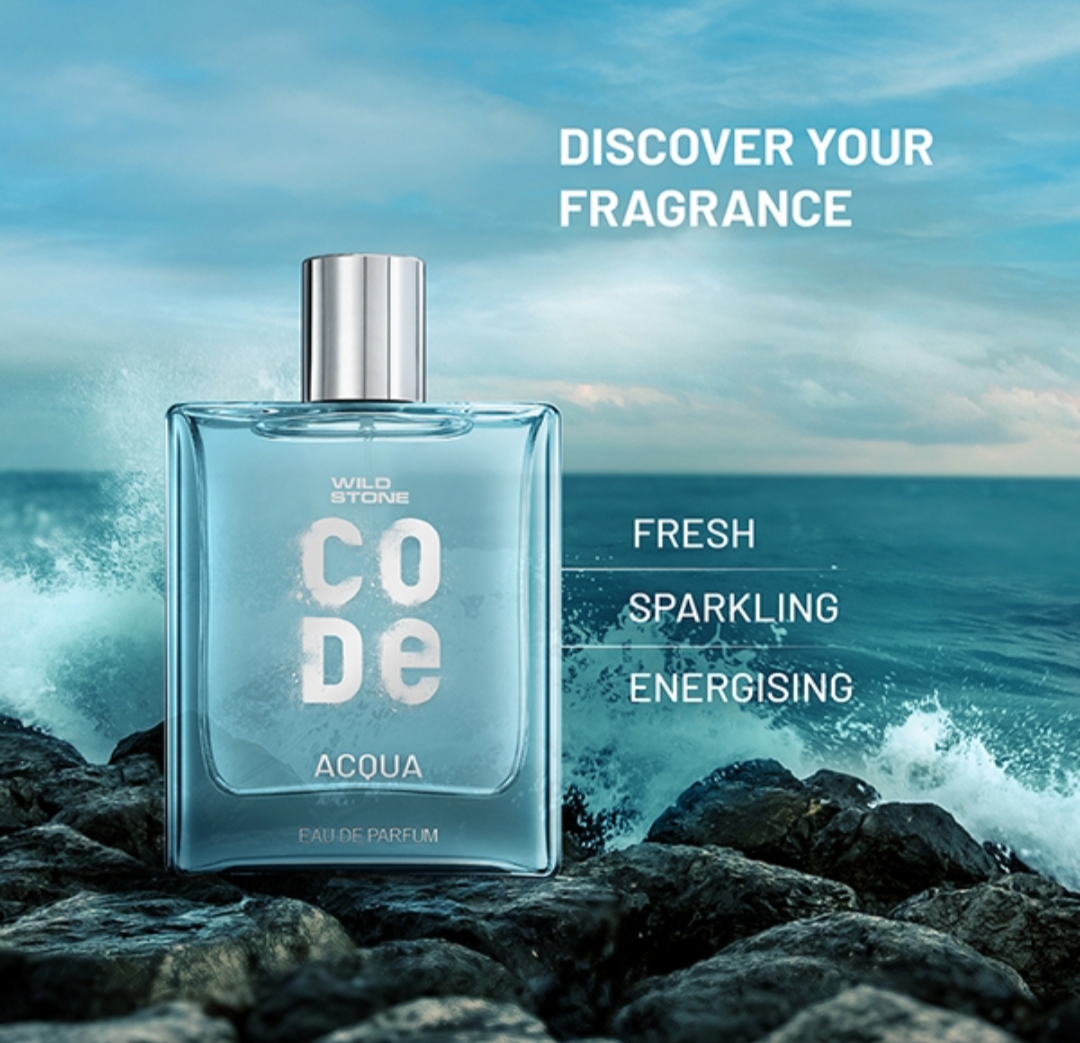 DISCOVER YOUR
FRAGRANCE
WILD
STONE
CO
De
ACQUA
EAU DE PARFUM
FRESH
SPARKLING
ENERGISING